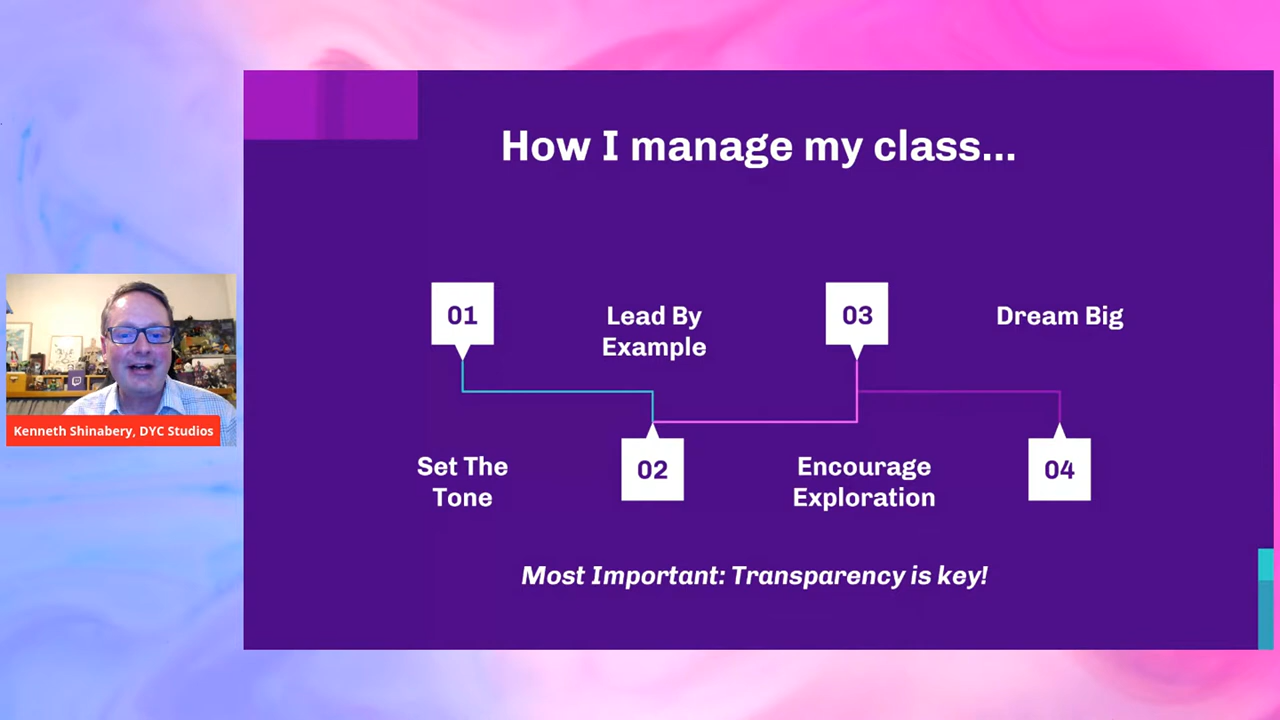 How I manage my class...
01
Lead By
Example
03
Dream Big
Set The
Tone
02
Encourage
Exploration
04
Most Important: Transparency is key!
Kenneth Shinabery, DYC Studios